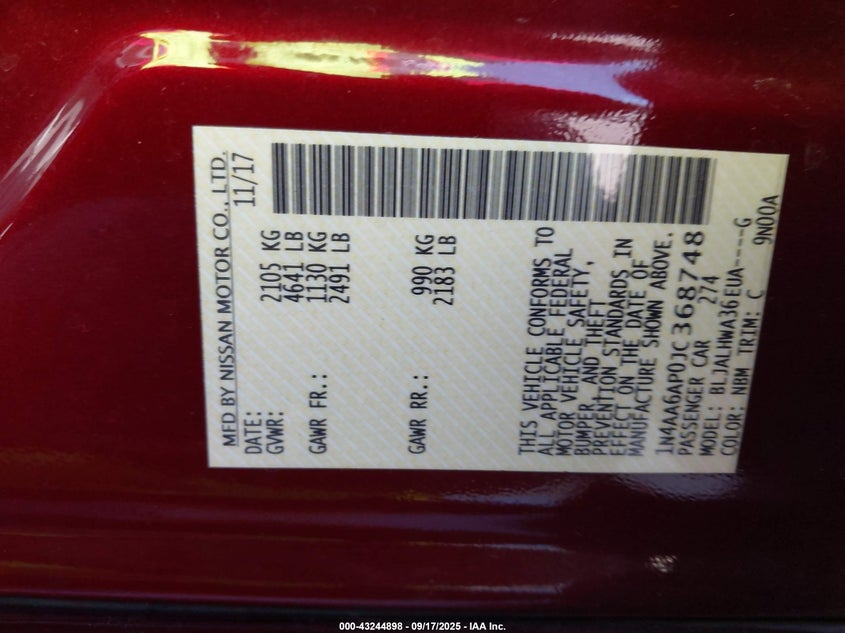 MFD BY NISSAN MOTOR CO., LTD.
DATE: 11/17
GVWR: 2105 KG
4641 LB
GAWR FR.: 1130 KG
2491 LB
GAWR RR.: 990 KG
2183 LB
THIS VEHICLE CONFORMS TO
ALL APPLICABLE FEDERAL
MOTOR VEHICLE SAFETY,
BUMPER, AND THEFT
PREVENTION STANDARDS IN
EFFECT ON THE DATE OF
MANUFACTURE SHOWN ABOVE.
1N4AA6AP0JC368748
PASSENGER CAR 274
MODEL: BLJALHWA36EUA----G
COLOR: NBM TRIM: C 9N00A
000-43244898 - 09/17/2025 - IAA Inc.